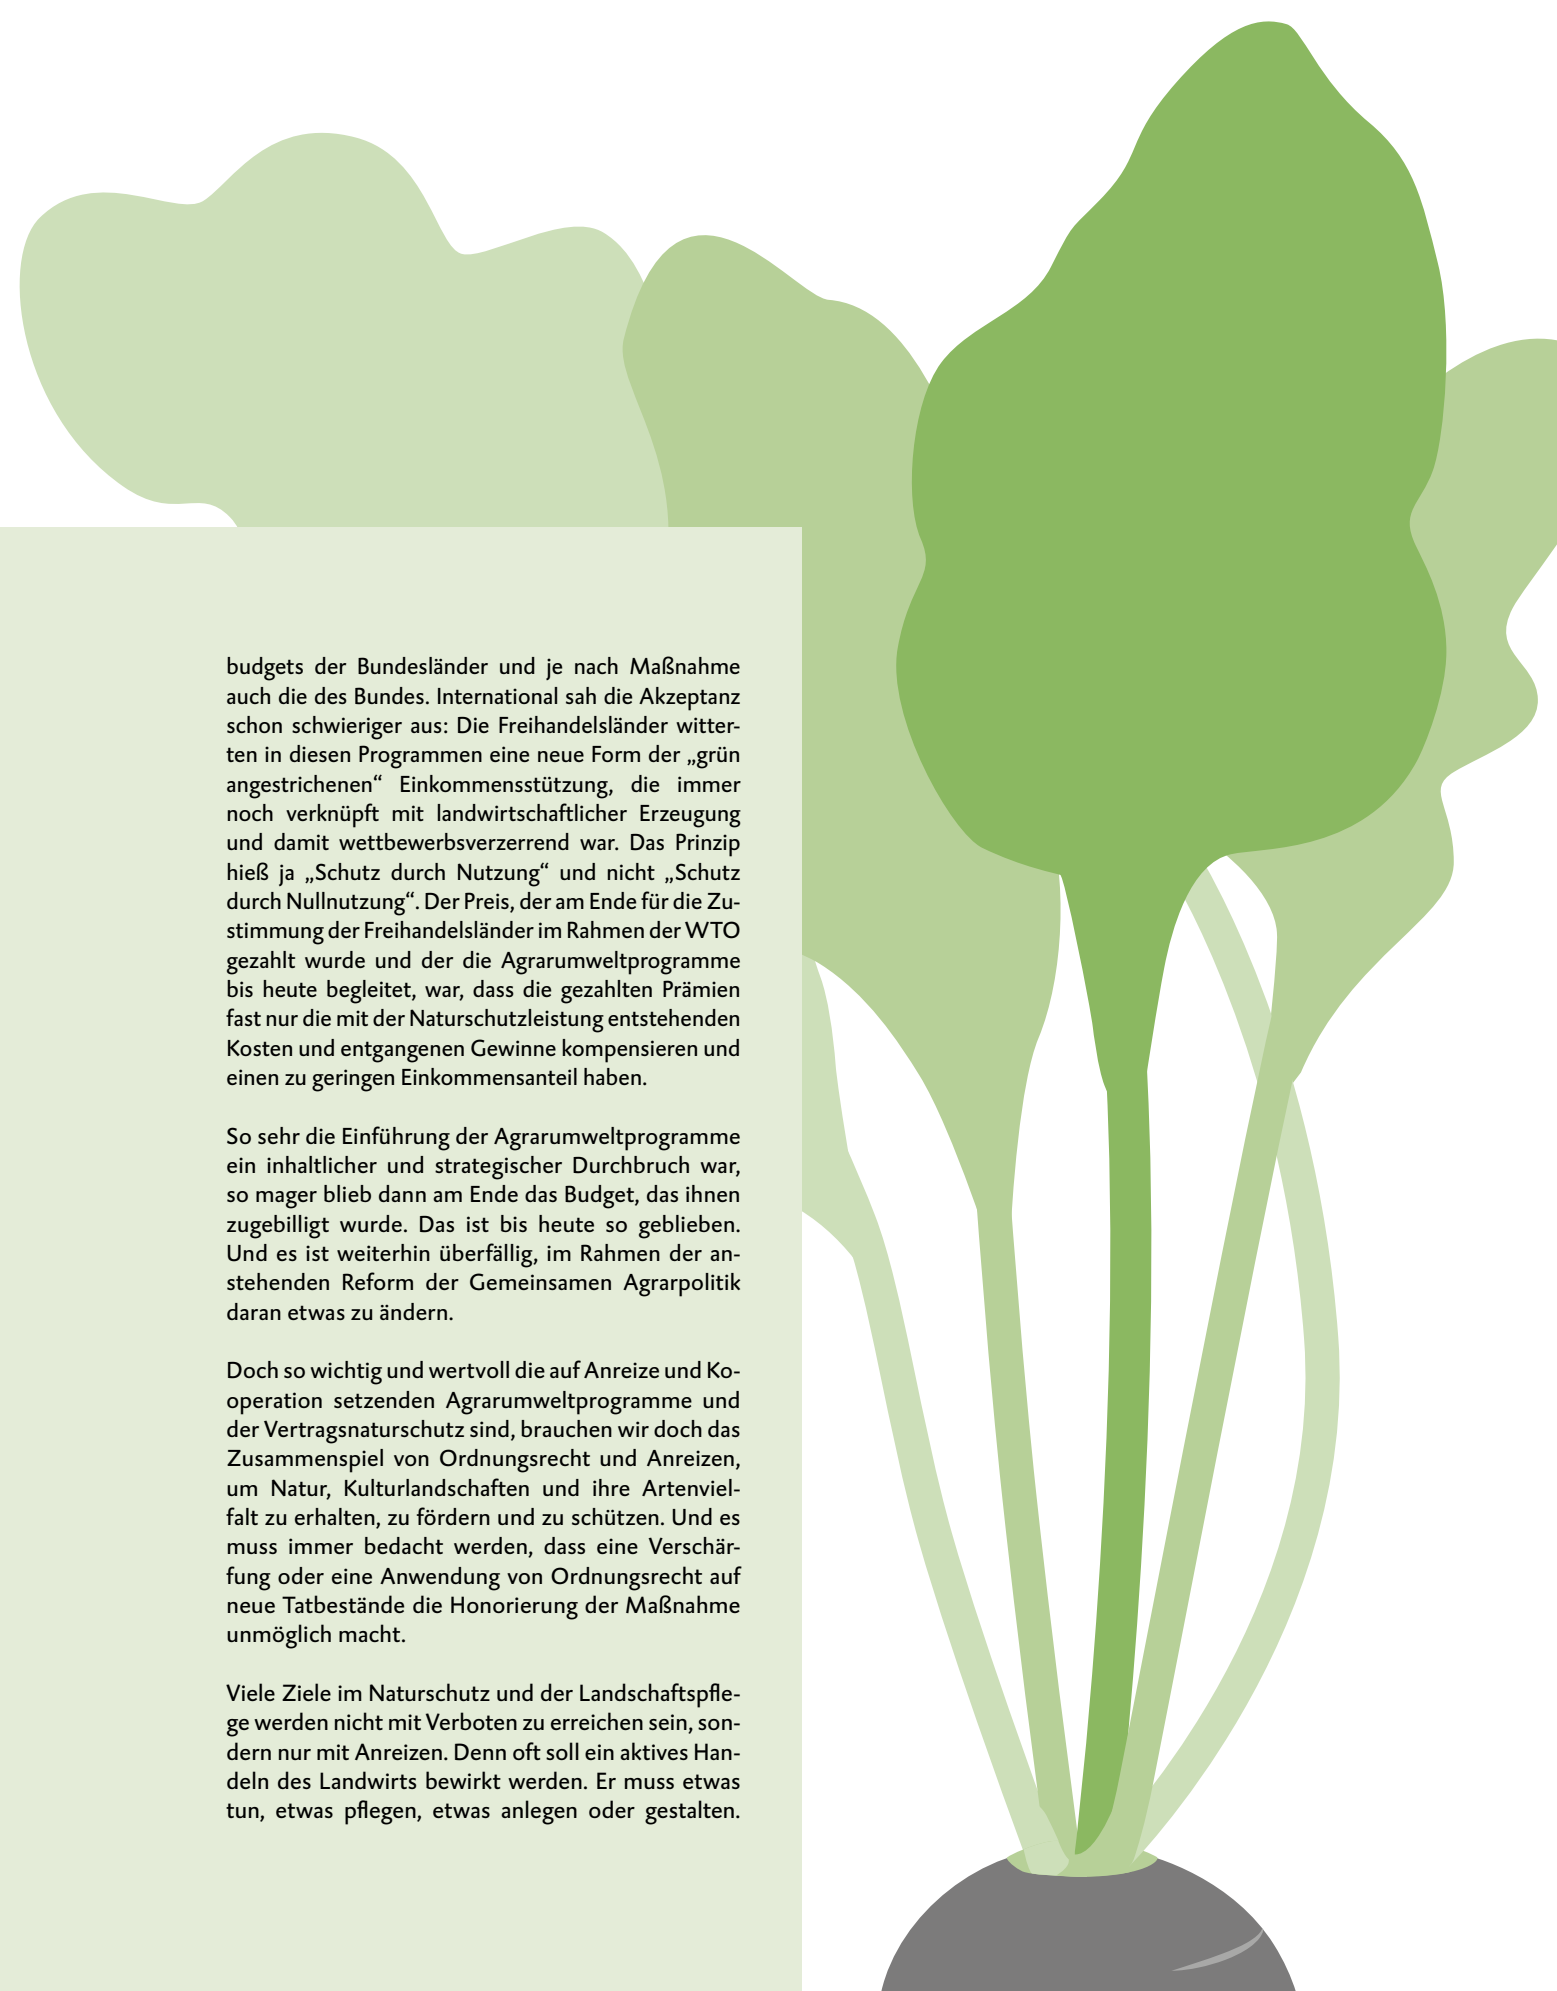 budgets der Bundesländer und je nach Maßnahme
auch die des Bundes. International sah die Akzeptanz
schon schwieriger aus: Die Freihandelsländer witter-
ten in diesen Programmen eine neue Form der „grün
angestrichenen“ Einkommensstützung, die immer
noch verknüpft mit landwirtschaftlicher Erzeugung
und damit wettbewerbsverzerrend war. Das Prinzip
hieß ja „Schutz durch Nutzung“ und nicht „Schutz
durch Nullnutzung“. Der Preis, der am Ende für die Zu-
stimmung der Freihandelsländer im Rahmen der WTO
gezahlt wurde und der die Agrarumweltprogramme
bis heute begleitet, war, dass die gezahlten Prämien
fast nur die mit der Naturschutzleistung entstehenden
Kosten und entgangenen Gewinne kompensieren und
einen zu geringen Einkommensanteil haben.

So sehr die Einführung der Agrarumweltprogramme
ein inhaltlicher und strategischer Durchbruch war,
so mager blieb dann am Ende das Budget, das ihnen
zugebilligt wurde. Das ist bis heute so geblieben.
Und es ist weiterhin überfällig, im Rahmen der an-
stehenden Reform der Gemeinsamen Agrarpolitik
daran etwas zu ändern.

Doch so wichtig und wertvoll die auf Anreize und Ko-
operation setzenden Agrarumweltprogramme und
der Vertragsnaturschutz sind, brauchen wir doch das
Zusammenspiel von Ordnungsrecht und Anreizen,
um Natur, Kulturlandschaften und ihre Artenviel-
falt zu erhalten, zu fördern und zu schützen. Und es
muss immer bedacht werden, dass eine Verschär-
fung oder eine Anwendung von Ordnungsrecht auf
neue Tatbestände die Honorierung der Maßnahme
unmöglich macht.

Viele Ziele im Naturschutz und der Landschaftspfle-
ge werden nicht mit Verboten zu erreichen sein, son-
dern nur mit Anreizen. Denn oft soll ein aktives Han-
deln des Landwirts bewirkt werden. Er muss etwas
tun, etwas pflegen, etwas anlegen oder gestalten.